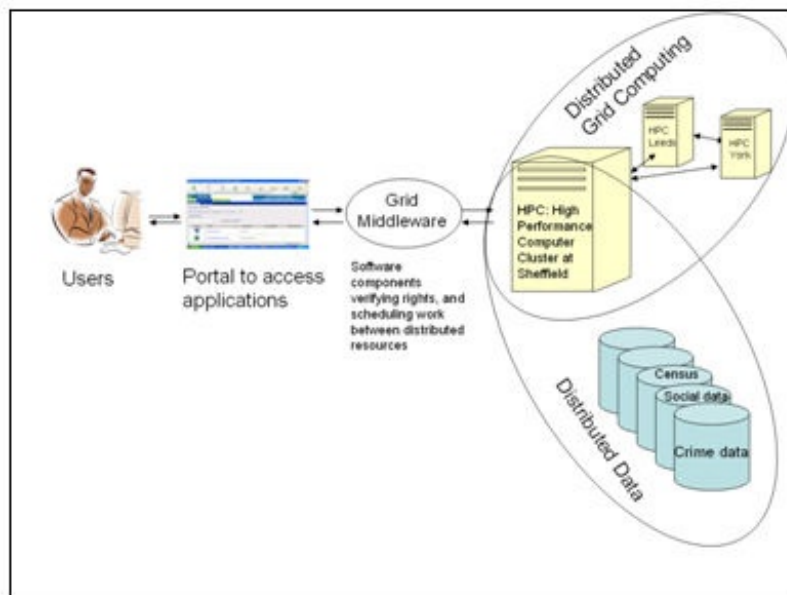 Distributed
Grid Computing
HPC
Leeds
HPC
York
HPC: High
Performance
Computer
Cluster at
Sheffield
Grid
Middleware
Users
Portal to access
applications
Software
components
verifying rights, and
scheduling work
between distributed
resources
Census
Social data
Crime data
Distributed Data